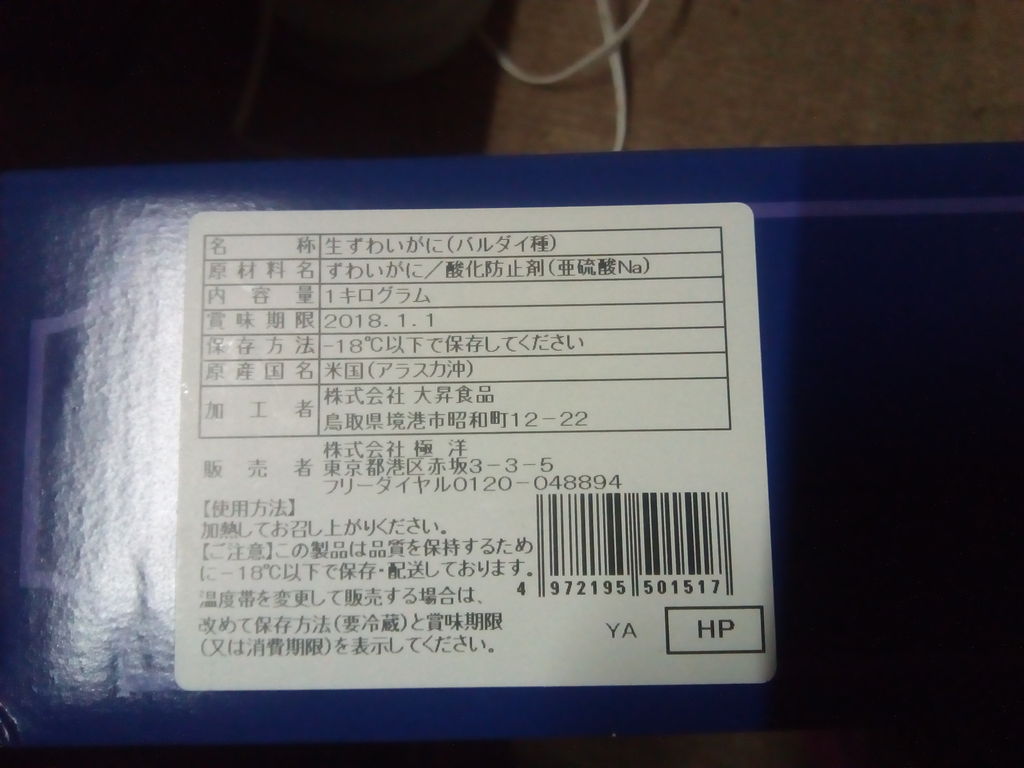 名称 生ずわいがに(バルダイ種)
原材料名 ずわいがに/酸化防止剤(亜硫酸Na)
内容量 1キログラム
賞味期限 2018.1.1
保存方法 -18℃以下で保存してください
原産国名 米国(アラスカ沖)
加工者 株式会社 大昇食品
鳥取県境港市昭和町12-22
販売者 株式会社 極洋
東京都港区赤坂3-3-5
フリーダイヤル0120-048894
【使用方法】
加熱してお召し上がりください。
【ご注意】この製品は品質を保持するため
に-18℃以下で保存・配送しております。
温度帯を変更して販売する場合は、
改めて保存方法(要冷蔵)と賞味期限
(又は消費期限)を表示してください。
4 972195 501517
YA HP